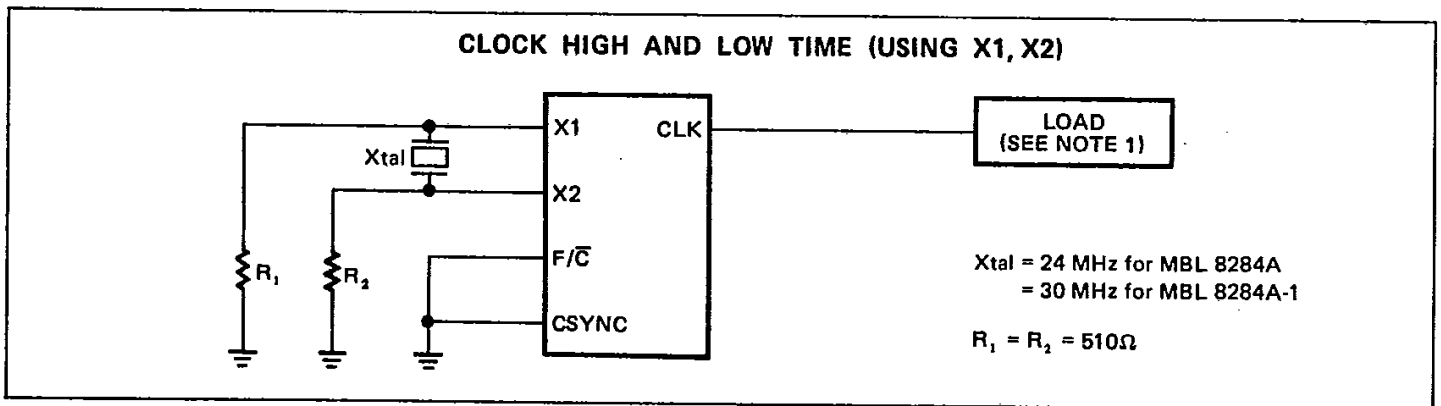 CLOCK HIGH AND LOW TIME (USING X1, X2)
X1
CLK
LOAD
(SEE NOTE 1)
Xtal
X2
F/C̅
R₁
R₂
CSYNC
Xtal = 24 MHz for MBL 8284A
= 30 MHz for MBL 8284A-1
R₁ = R₂ = 510Ω